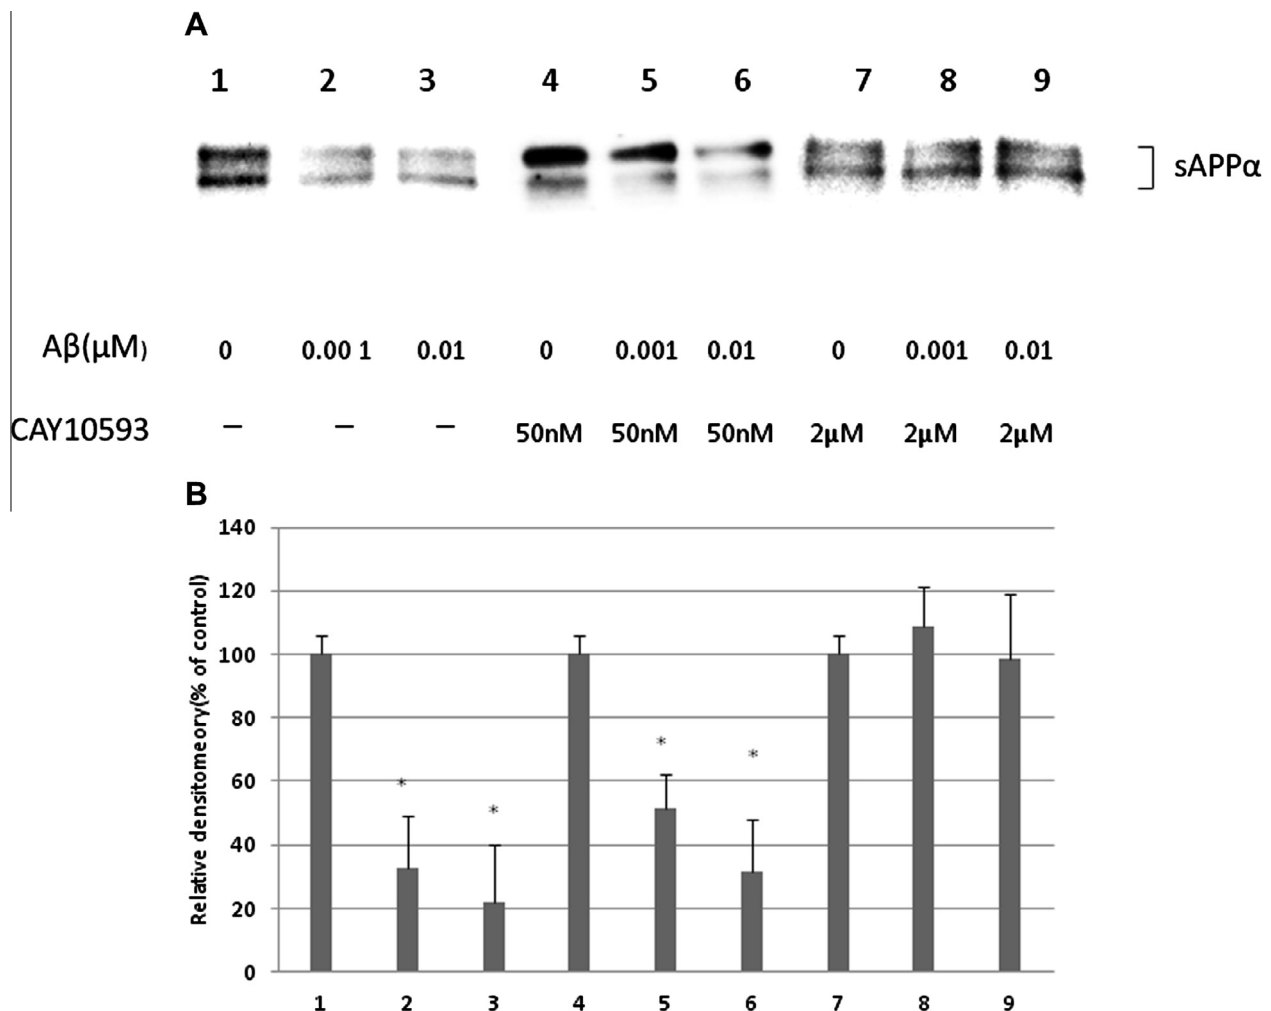 A
1 2 3 4 5 6 7 8 9
sAPPα
Aβ(μM) 0 0.00 1 0.01 0 0.001 0.01 0 0.001 0.01
CAY10593 – – – 50nM 50nM 50nM 2μM 2μM 2μM
B
Relative densitomeory(% of control)
140
120
100
80
60
40
20
0
* * * *
1 2 3 4 5 6 7 8 9